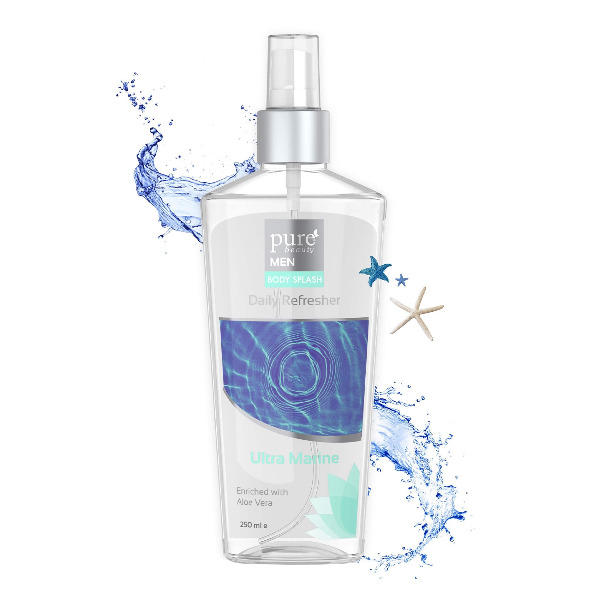 pure
beauty
MEN
BODY SPLASH
Daily Refresher
Ultra Marine
Enriched with
Aloe Vera
250 ml e